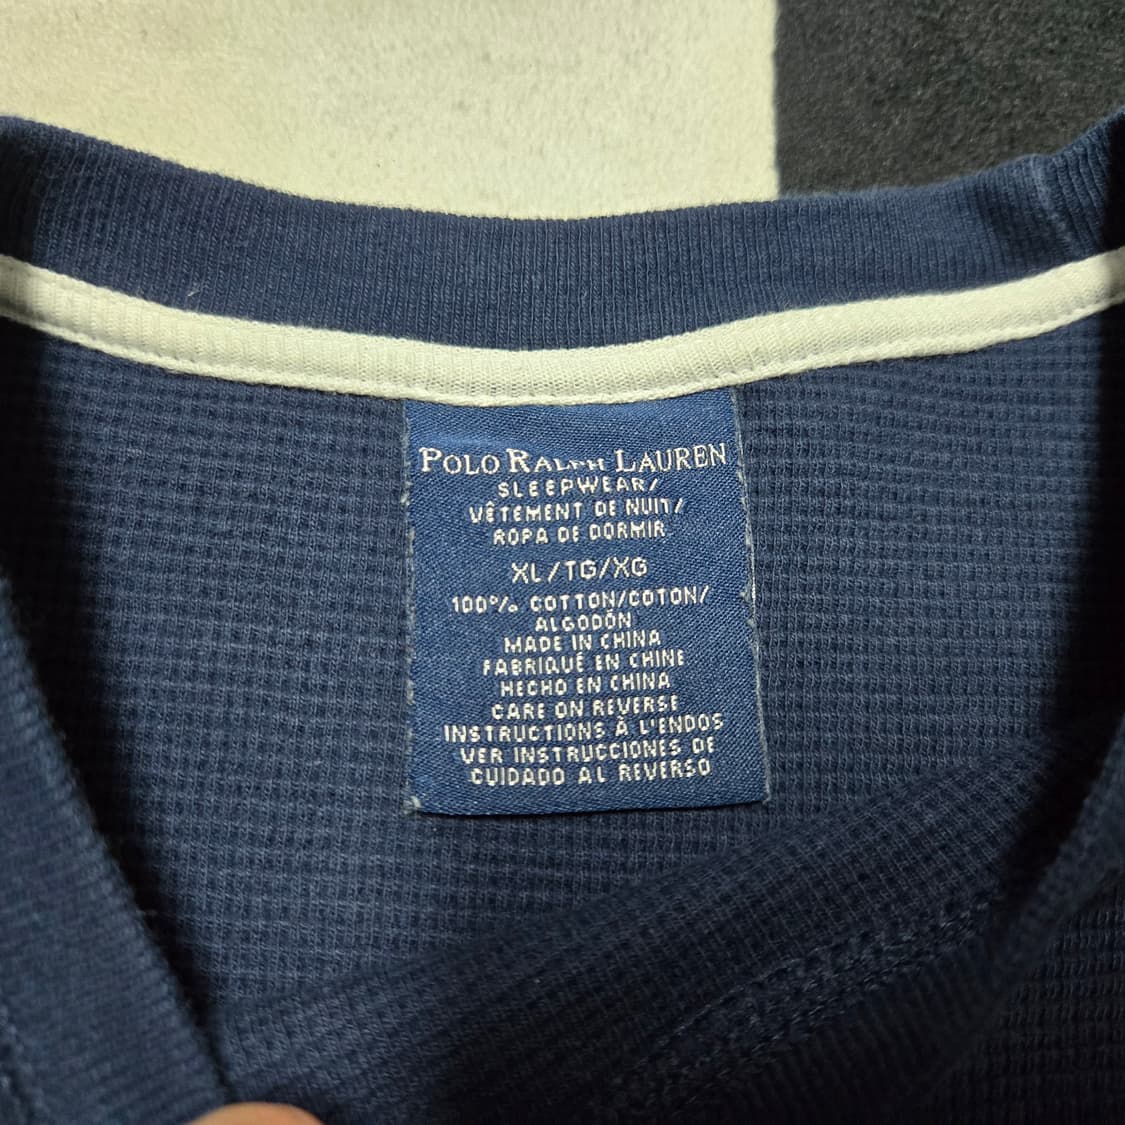 POLO RALPH LAUREN
SLEEPWEAR/
VÊTEMENT DE NUIT/
ROPA DE DORMIR
XL/TG/XG
100% COTTON/COTON/
ALGODÓN
MADE IN CHINA
FABRIQUÉ EN CHINE
HECHO EN CHINA
CARE ON REVERSE
INSTRUCTIONS À L'ENDOS
VER INSTRUCCIONES DE
CUIDADO AL REVERSO